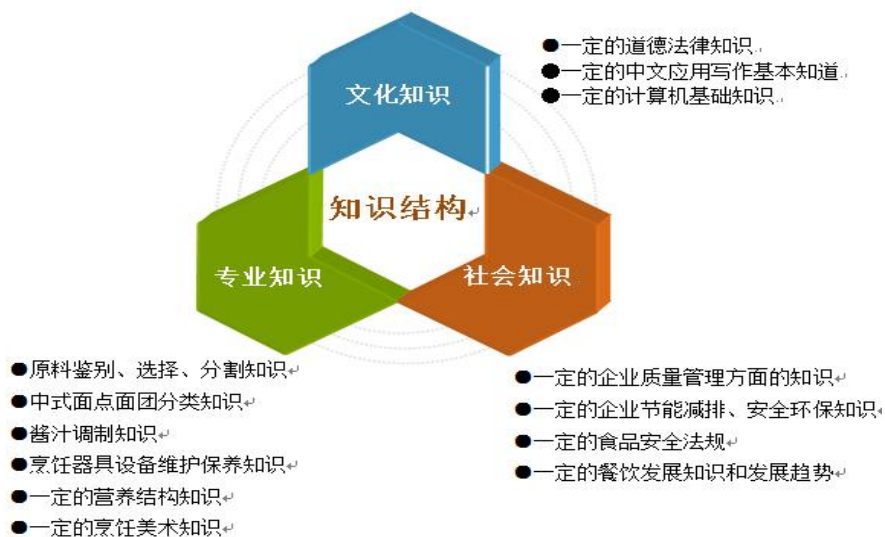 文化知识
●一定的道德法律知识
●一定的中文应用写作基本知道
●一定的计算机基础知识
知识结构
专业知识
社会知识
●原料鉴别、选择、分割知识
●中式面点面团分类知识
●酱汁调制知识
●烹饪器具设备维护保养知识
●一定的营养结构知识
●一定的烹饪美术知识
●一定的企业质量管理方面的知识
●一定的企业节能减排、安全环保知识
●一定的食品安全法规
●一定的餐饮发展知识和发展趋势